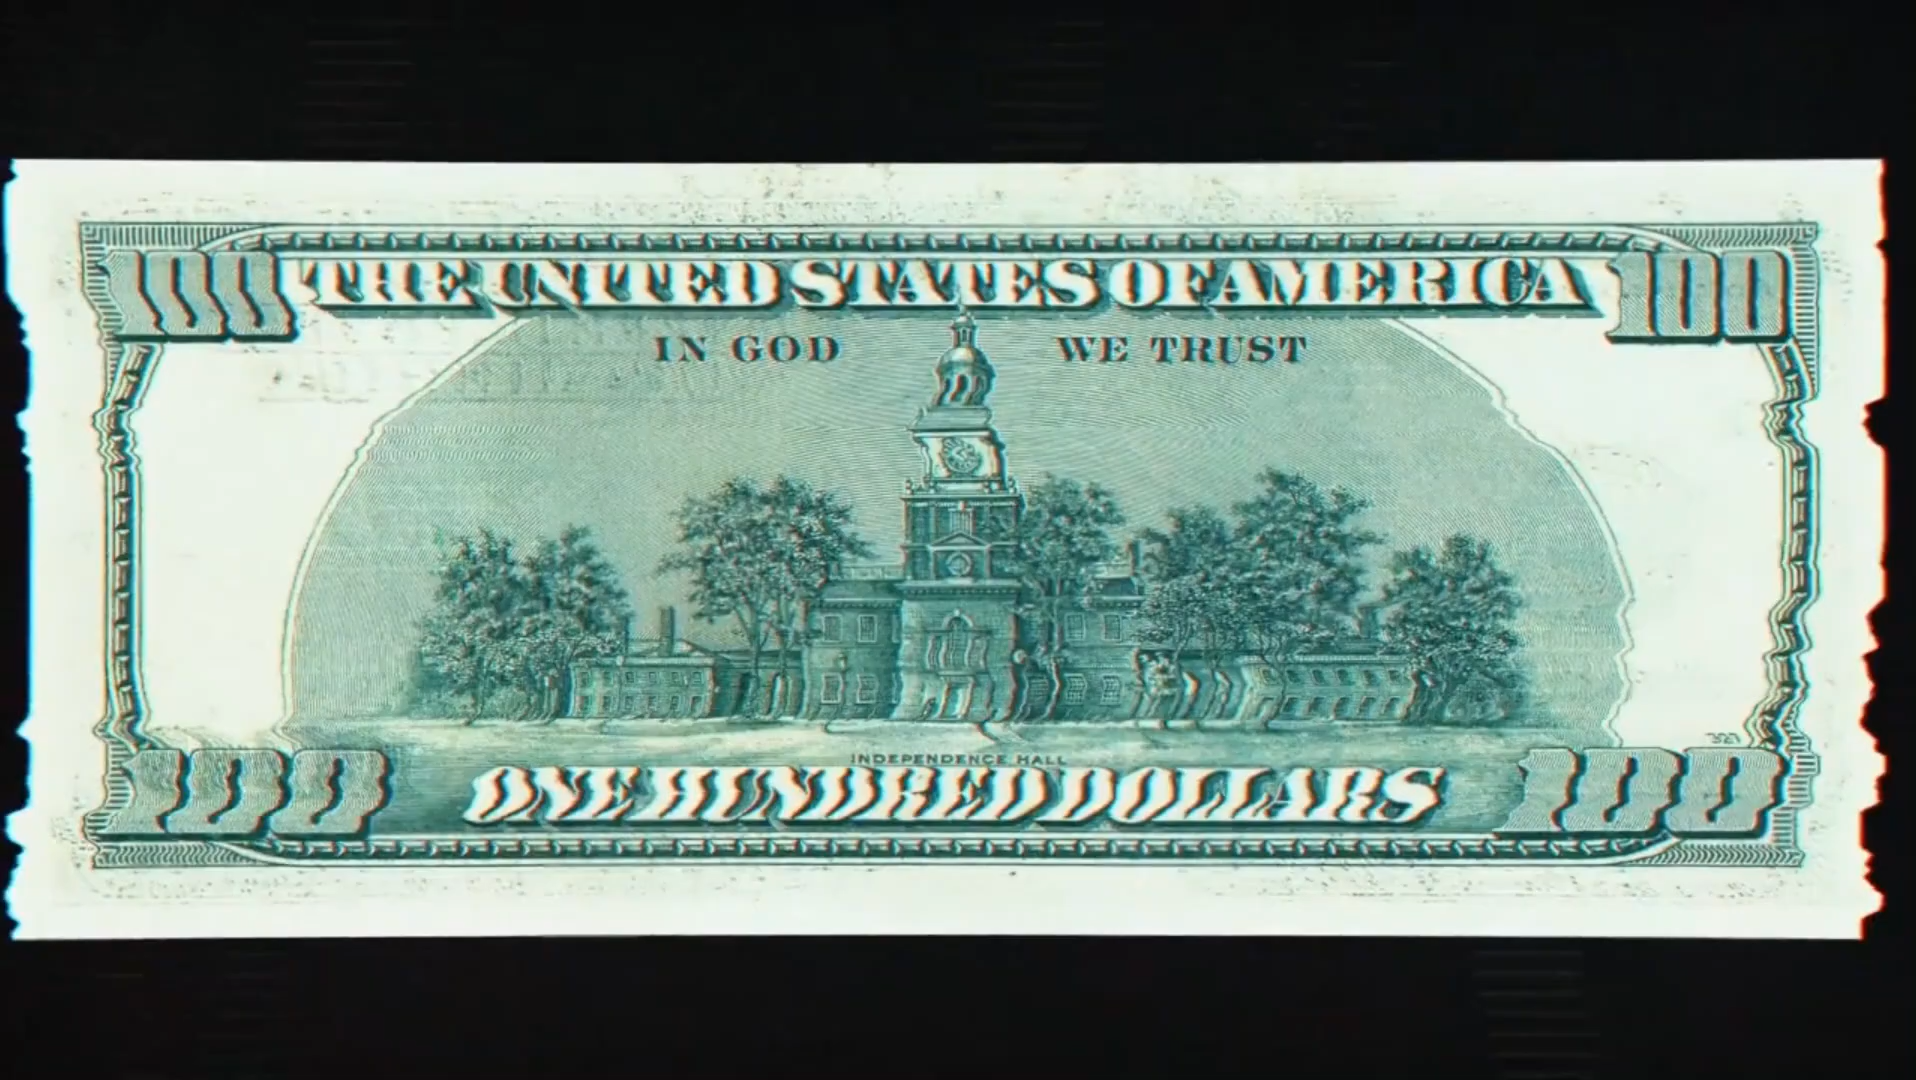 100 THE UNITED STATES OF AMERICA 100
IN GOD WE TRUST
INDEPENDENCE HALL
100 ONE HUNDRED DOLLARS 100